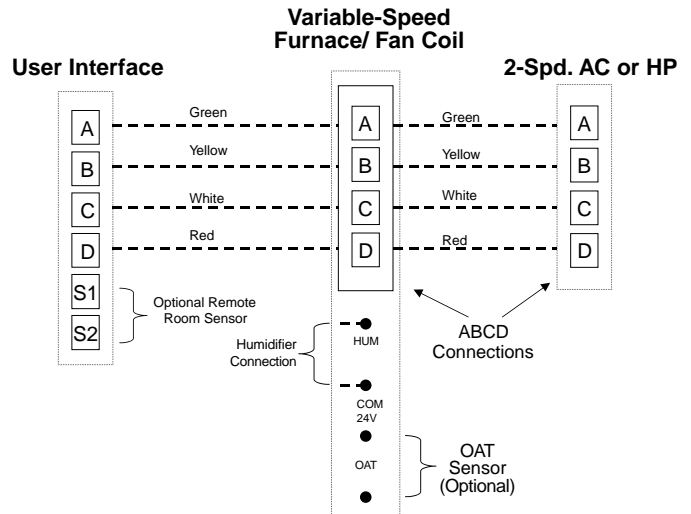 Variable-Speed
Furnace/ Fan Coil
User Interface
2-Spd. AC or HP
A
Green
A
Green
A
B
Yellow
B
Yellow
B
C
White
C
White
C
D
Red
D
Red
D
S1
S2
Optional Remote
Room Sensor
Humidifier
Connection
HUM
COM
24V
OAT
ABCD
Connections
OAT
Sensor
(Optional)